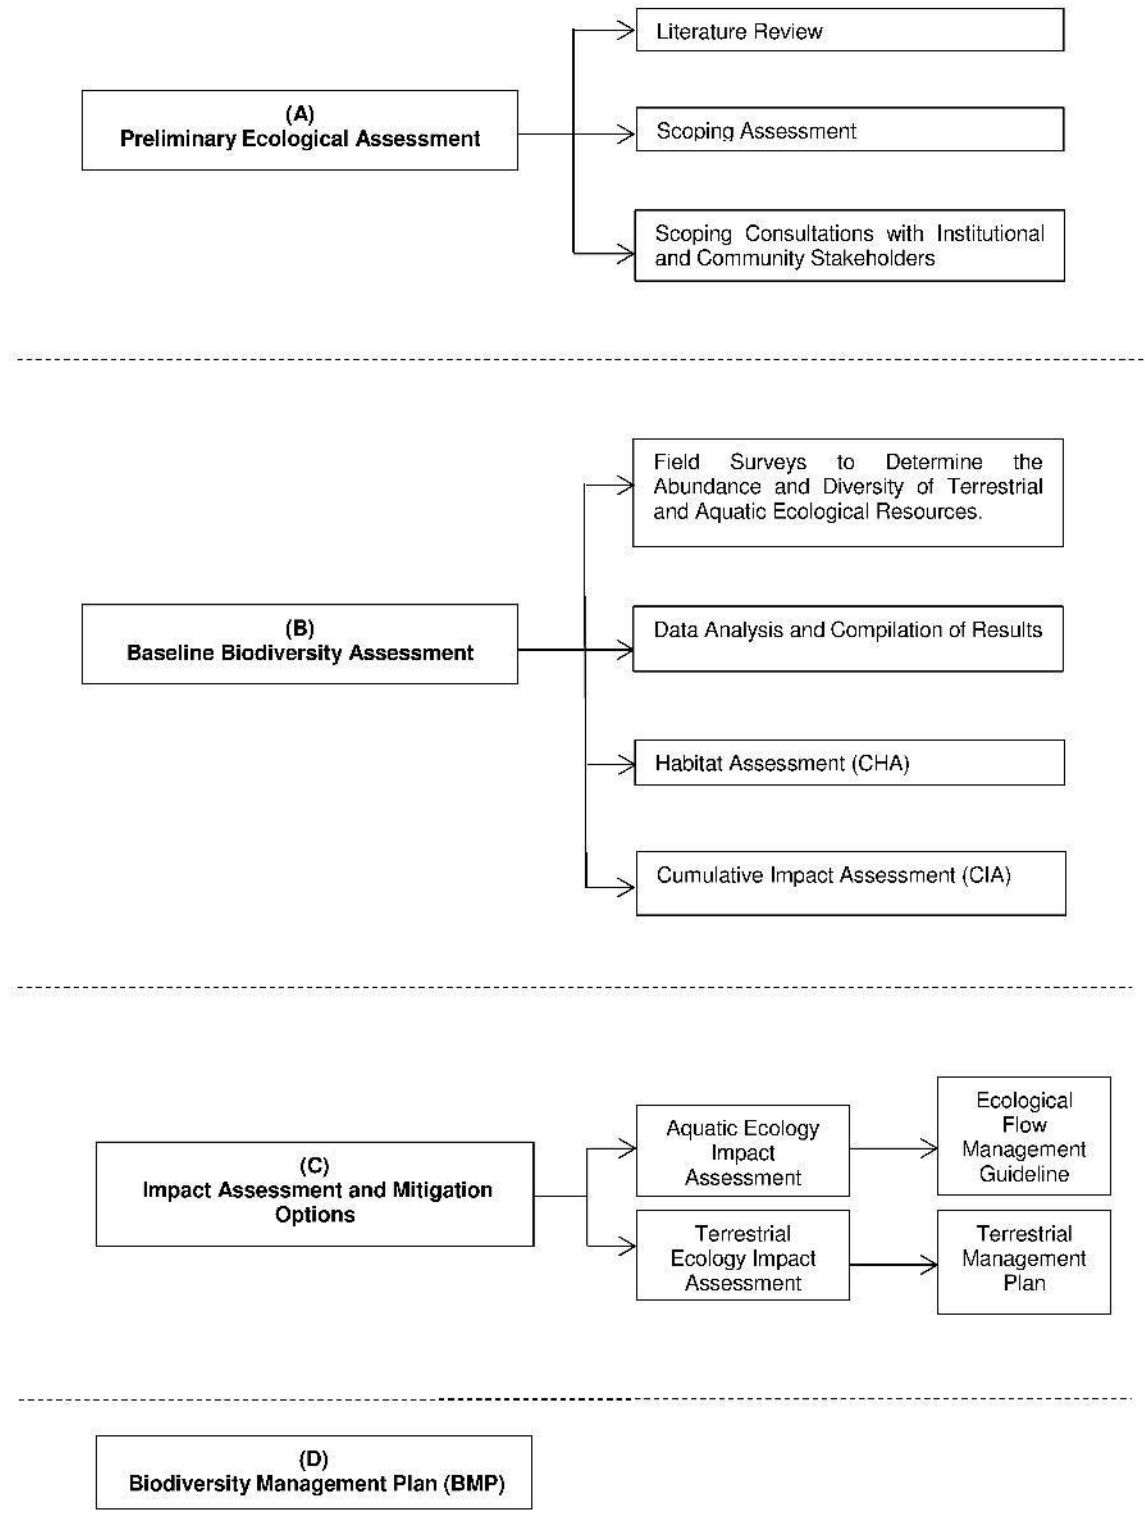 Literature Review
(A)
Preliminary Ecological Assessment
Scoping Assessment
Scoping Consultations with Institutional
and Community Stakeholders
Field Surveys to Determine the
Abundance and Diversity of Terrestrial
and Aquatic Ecological Resources.
(B)
Baseline Biodiversity Assessment
Data Analysis and Compilation of Results
Habitat Assessment (CHA)
Cumulative Impact Assessment (CIA)
(C)
Impact Assessment and Mitigation
Options
Aquatic Ecology
Impact
Assessment
Ecological
Flow
Management
Guideline
Terrestrial
Ecology Impact
Assessment
Terrestrial
Management
Plan
(D)
Biodiversity Management Plan (BMP)